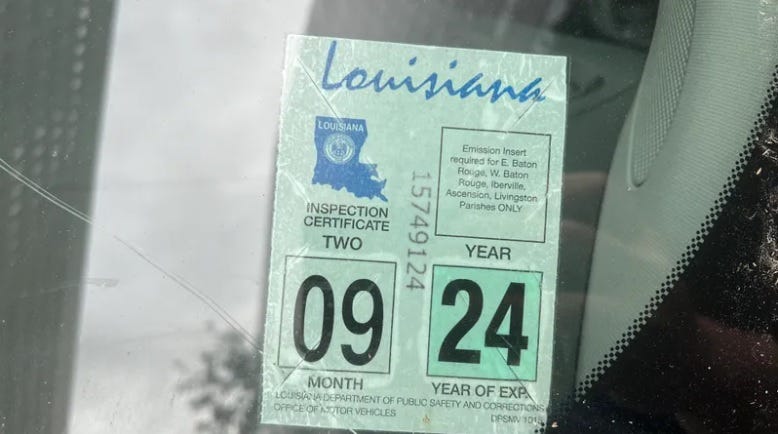 Louisiana
LOUISIANA
Emission Insert
required for E. Baton
Rouge, W. Baton
Rouge, Iberville,
Ascension, Livingston
Parishes ONLY
INSPECTION
CERTIFICATE
TWO
YEAR
15749124
09
24
MONTH
YEAR OF EXP.
LOUISIANA DEPARTMENT OF PUBLIC SAFETY AND CORRECTIONS
OFFICE OF MOTOR VEHICLES